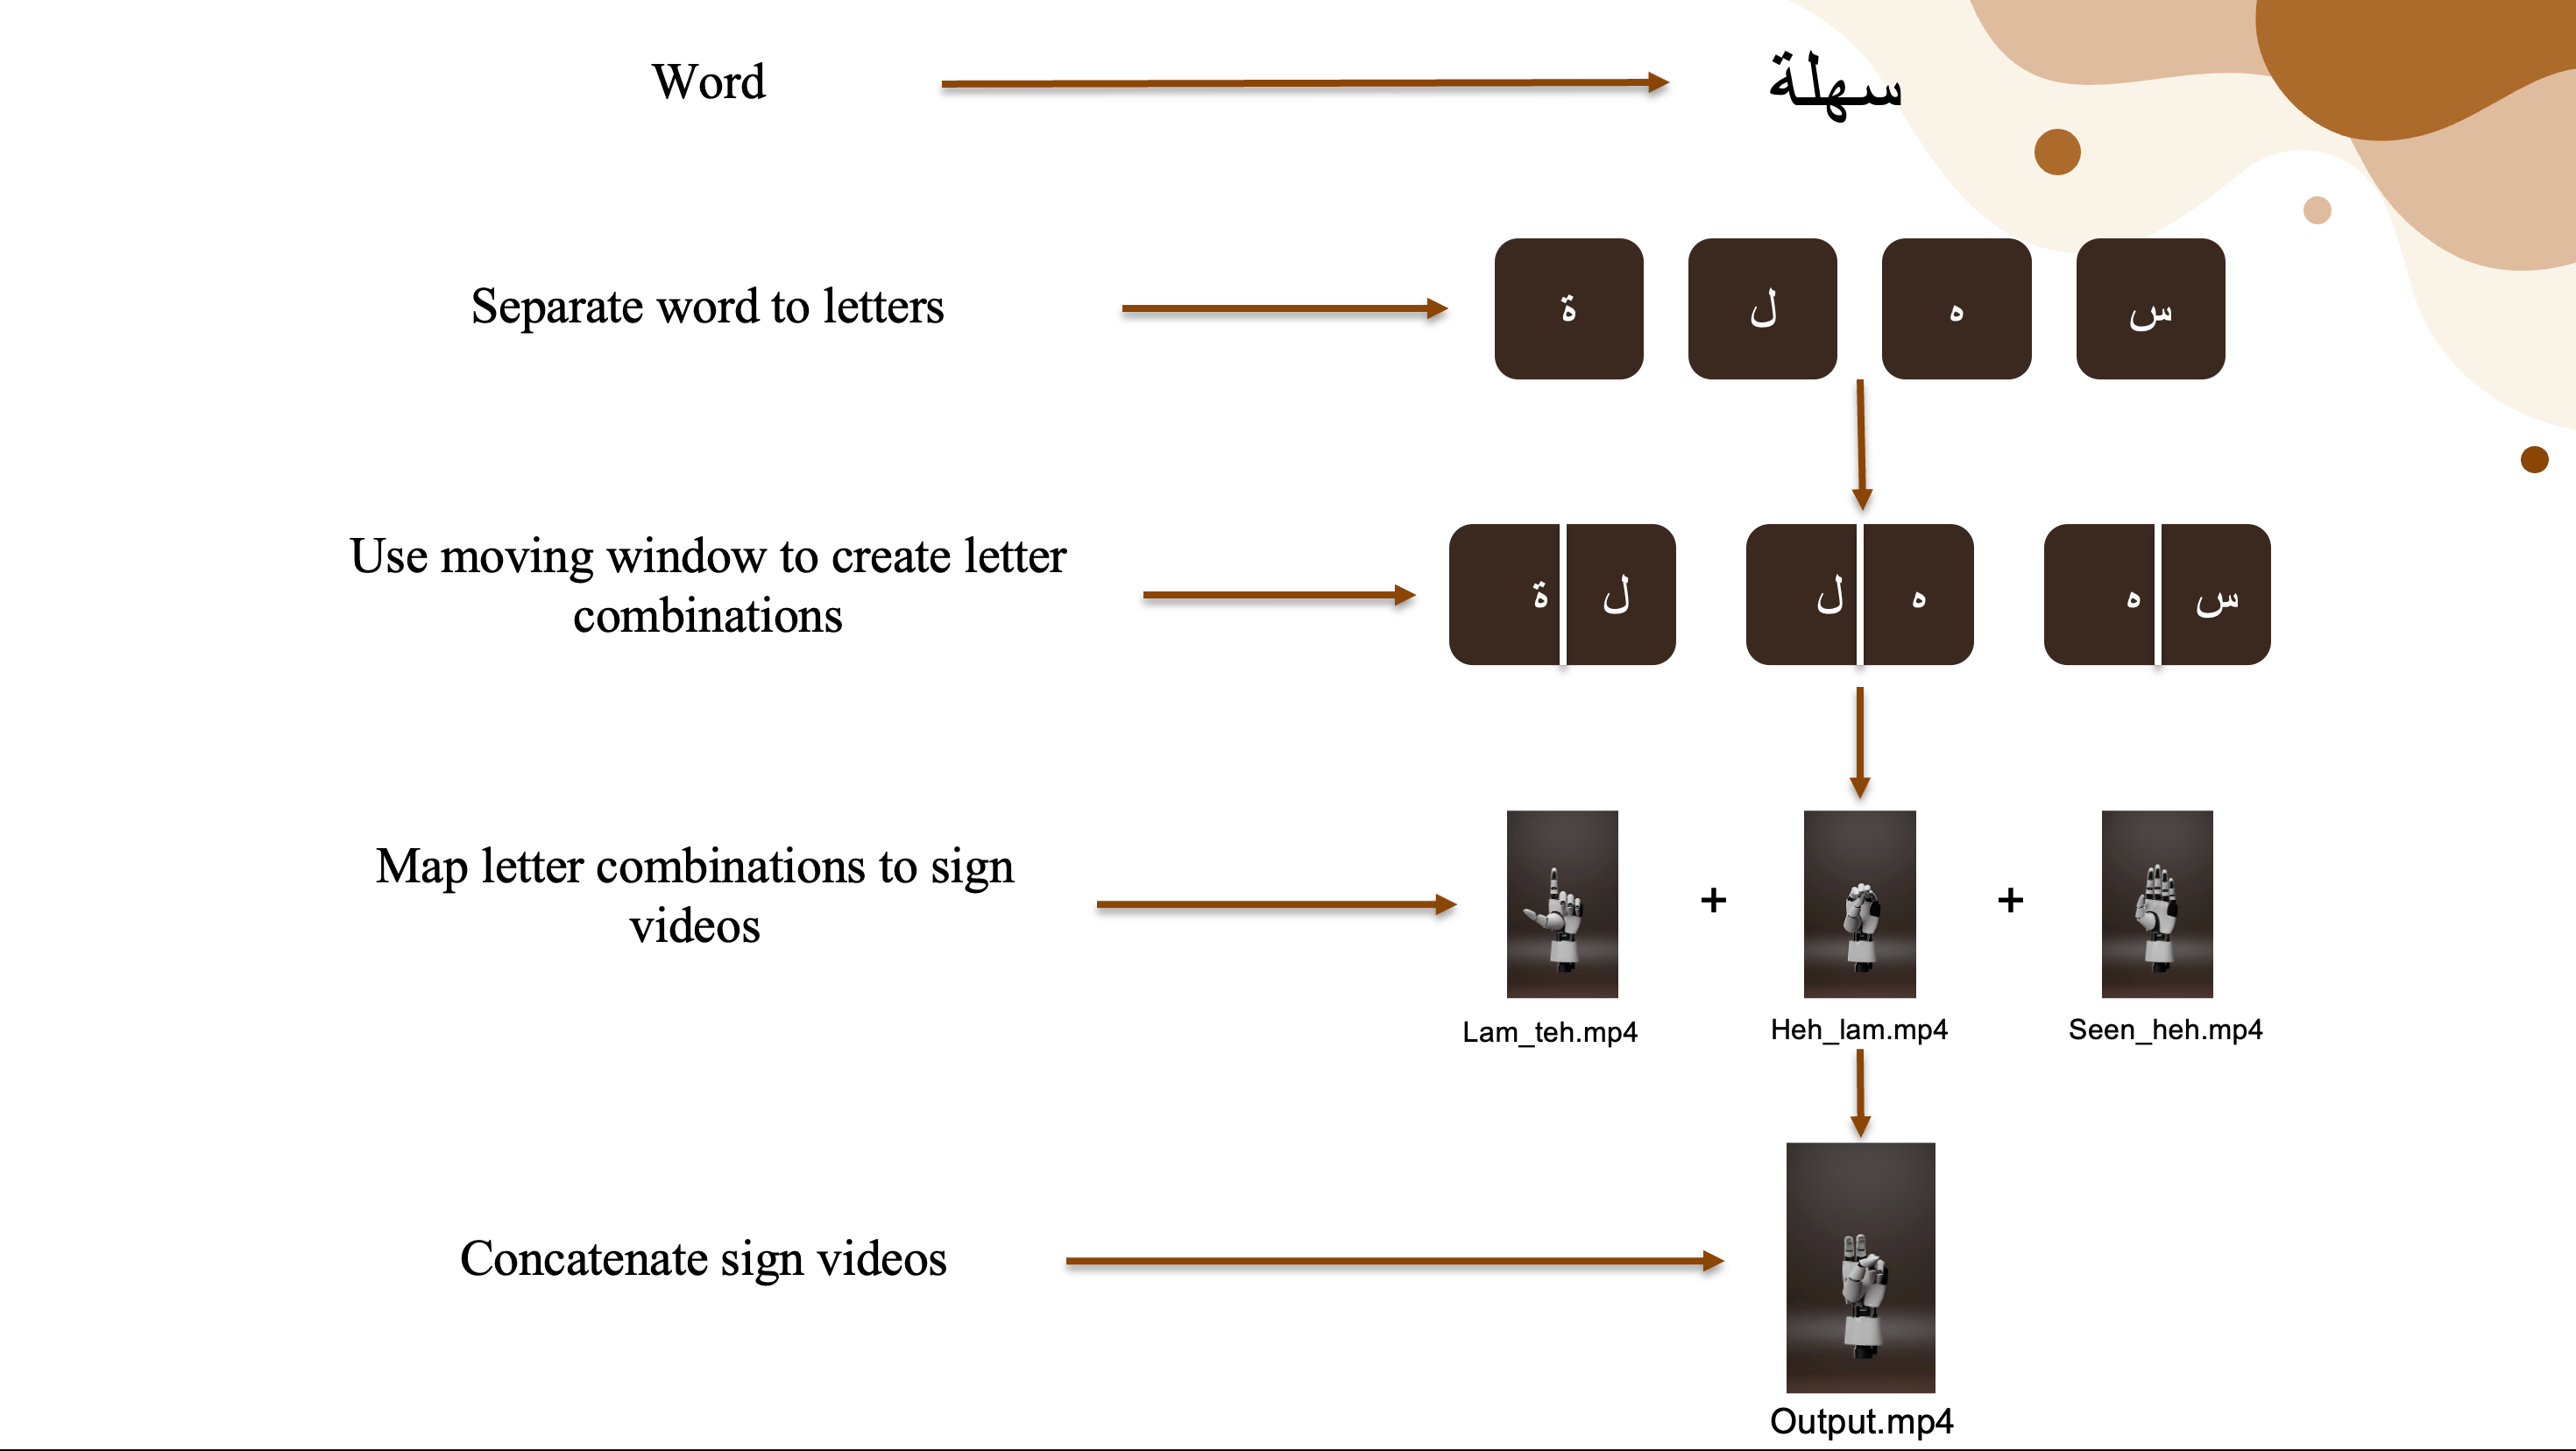 Word
سهلة
Separate word to letters
س ه ل ة
Use moving window to create letter
combinations
س ه ه ل ل ة
Map letter combinations to sign
videos
+ +
Lam_teh.mp4 Heh_lam.mp4 Seen_heh.mp4
Concatenate sign videos
Output.mp4